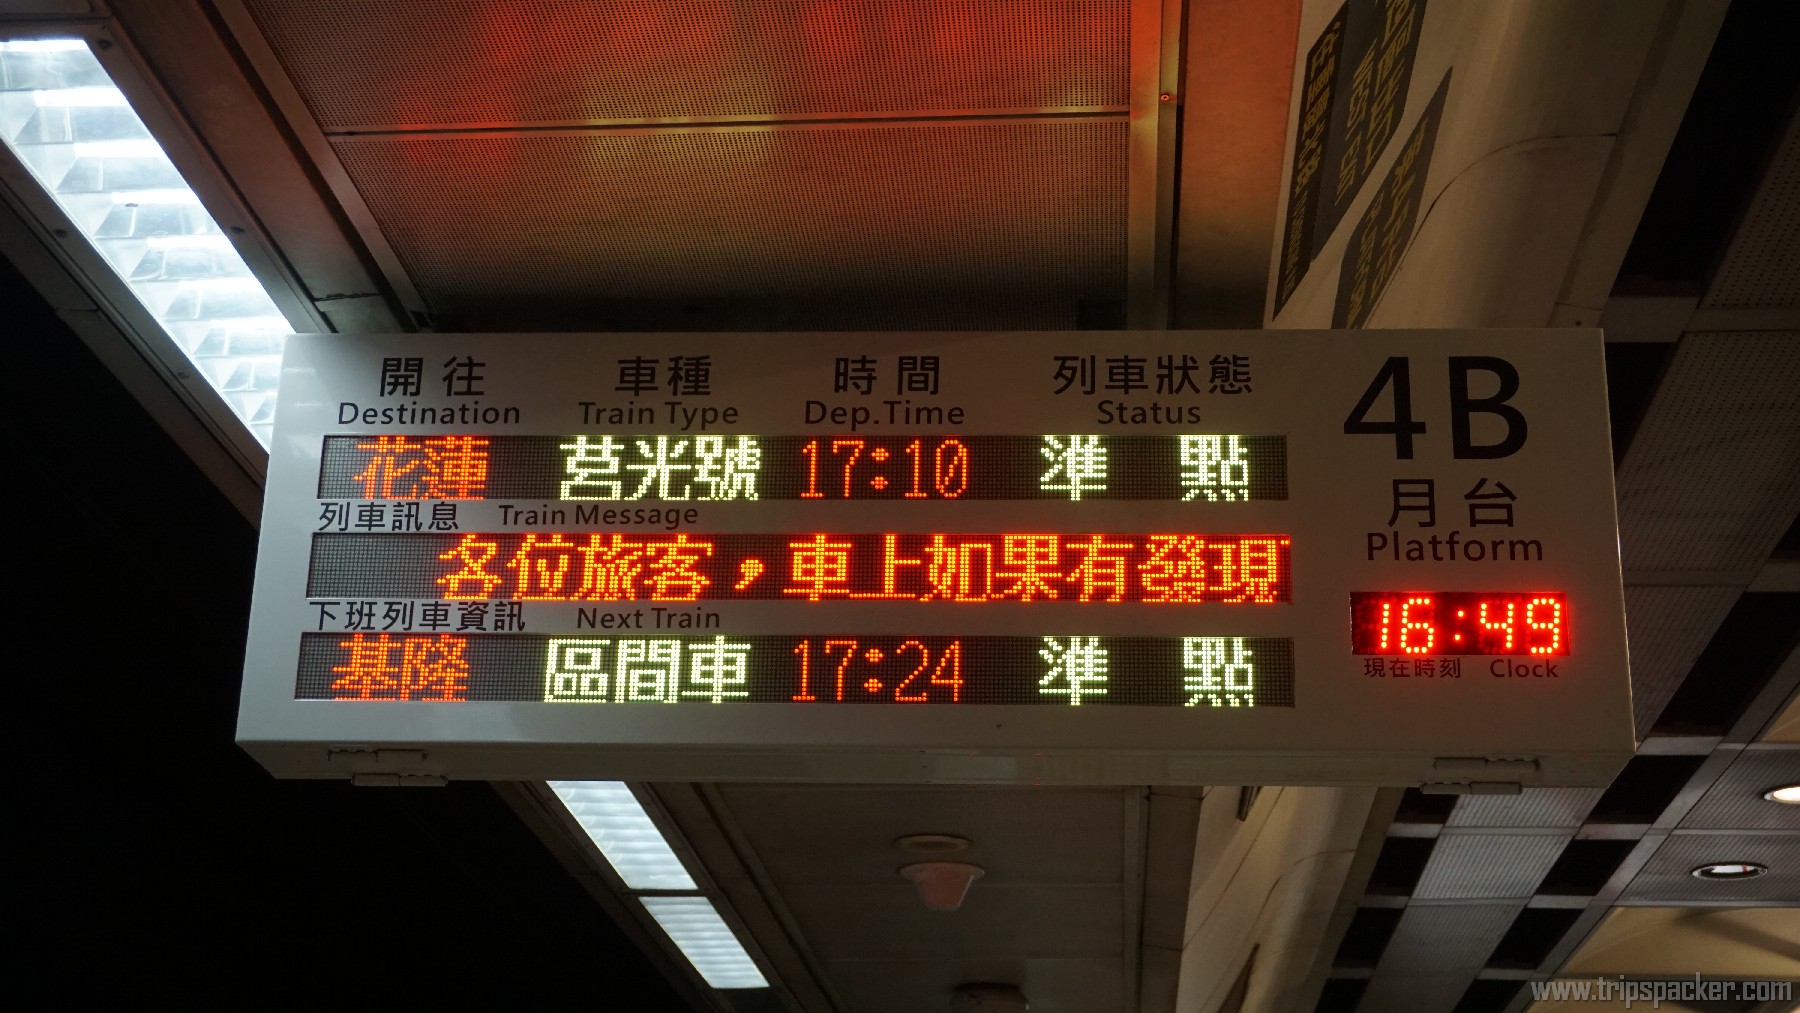 開往 車種 時間 列車狀態 4B
Destination Train Type Dep.Time Status
花蓮 莒光號 17:10 準點
月台
Platform
列車訊息 Train Message
各位旅客，車上如果有發現
下班列車資訊 Next Train
基隆 區間車 17:24 準點
16:49
現在時刻 Clock
www.tripspacker.com